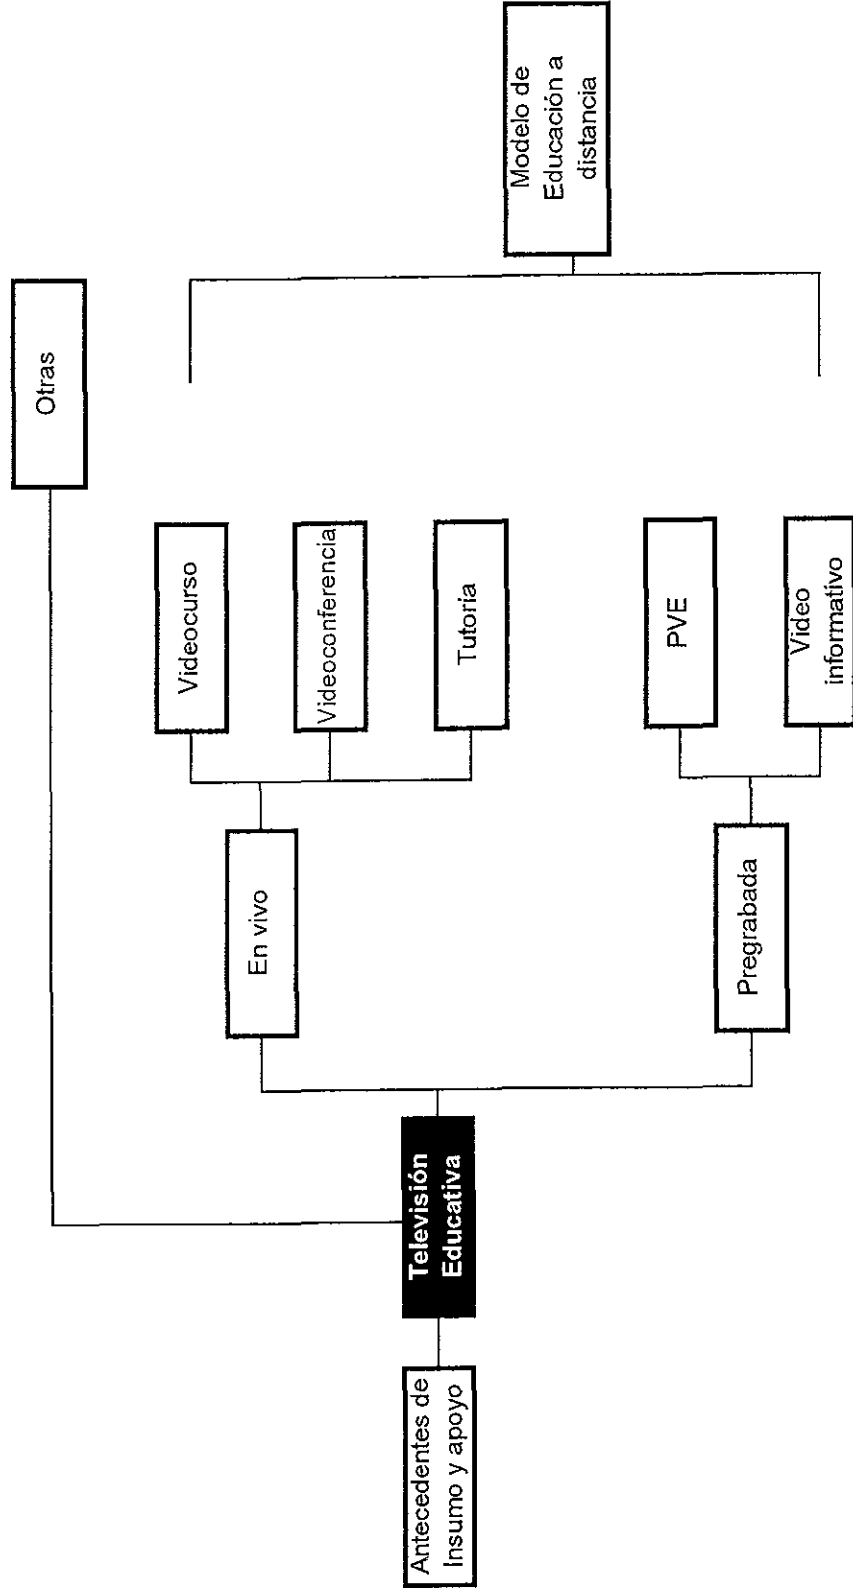 Antecedentes de
Insumo y apoyo
Televisión
Educativa
En vivo
Pregrabada
Videocurso
Videoconferencia
Tutoría
PVE
Video
informativo
Otras
Modelo de
Educación a
distancia